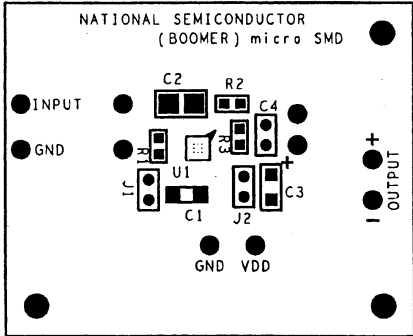 NATIONAL SEMICONDUCTOR
(BOOMER) micro SMD
C2
R2
INPUT
C4
GND
R1
R3
+
+
U1
J1
C1
J2
C3
OUTPUT
-
GND VDD